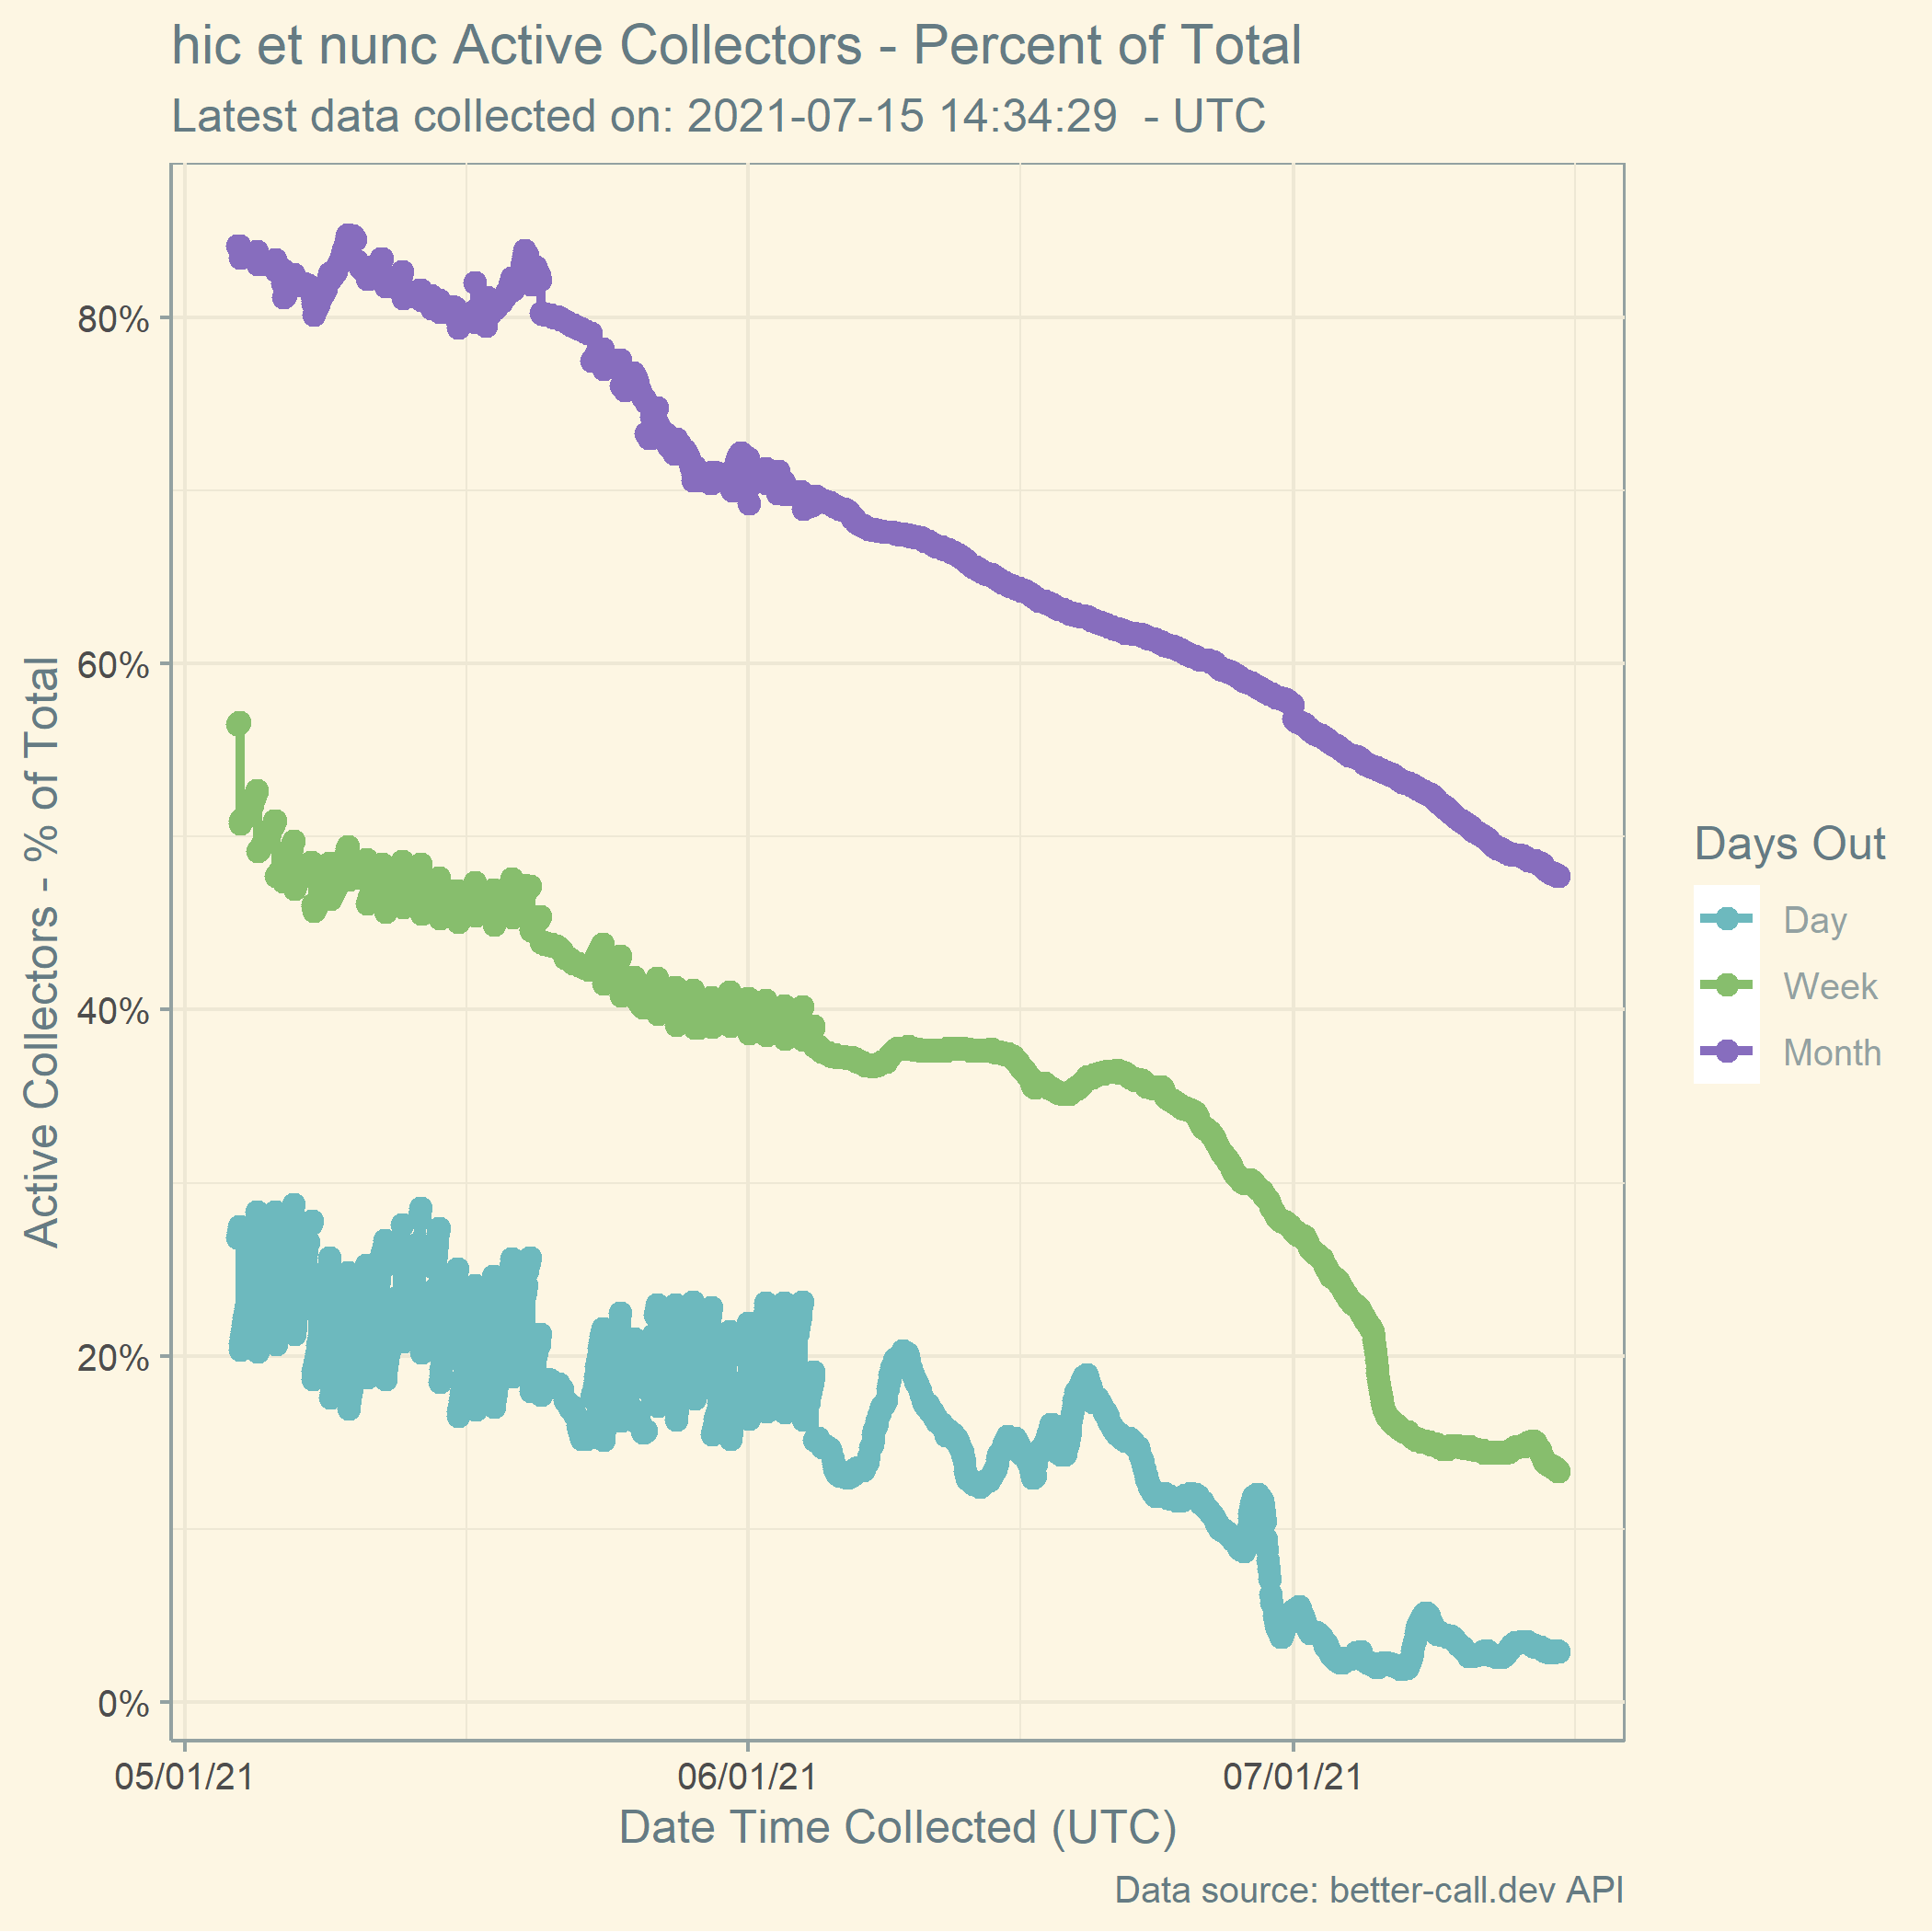 hic et nunc Active Collectors - Percent of Total
Latest data collected on: 2021-07-15 14:34:29  - UTC
Active Collectors - % of Total
80%
60%
40%
20%
0%
05/01/21
06/01/21
07/01/21
Date Time Collected (UTC)
Days Out
Day
Week
Month
Data source: better-call.dev API